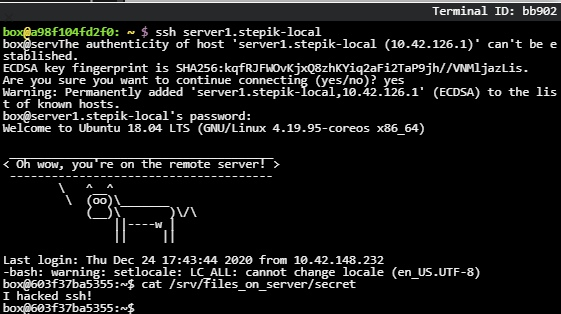 Terminal ID: bb902
box@a98f104fd2f0: ~ $ ssh server1.stepik-local
box@servThe authenticity of host 'server1.stepik-local (10.42.126.1)' can't be e
stablished.
ECDSA key fingerprint is SHA256:kqfRJFWOvKjxQ8zhKYiq2aFi2TaP9jh//VNMljazLis.
Are you sure you want to continue connecting (yes/no)? yes
Warning: Permanently added 'server1.stepik-local,10.42.126.1' (ECDSA) to the lis
t of known hosts.
box@server1.stepik-local's password:
Welcome to Ubuntu 18.04 LTS (GNU/Linux 4.19.95-coreos x86_64)
 ____________________________________
< Oh wow, you're on the remote server! >
 ------------------------------------
        \   ^__^
         \  (oo)\_______
            (__)\       )\/\
                ||----w |
                ||     ||
Last login: Thu Dec 24 17:43:44 2020 from 10.42.148.232
-bash: warning: setlocale: LC_ALL: cannot change locale (en_US.UTF-8)
box@603f37ba5355:~$ cat /srv/files_on_server/secret
I hacked ssh!
box@603f37ba5355:~$